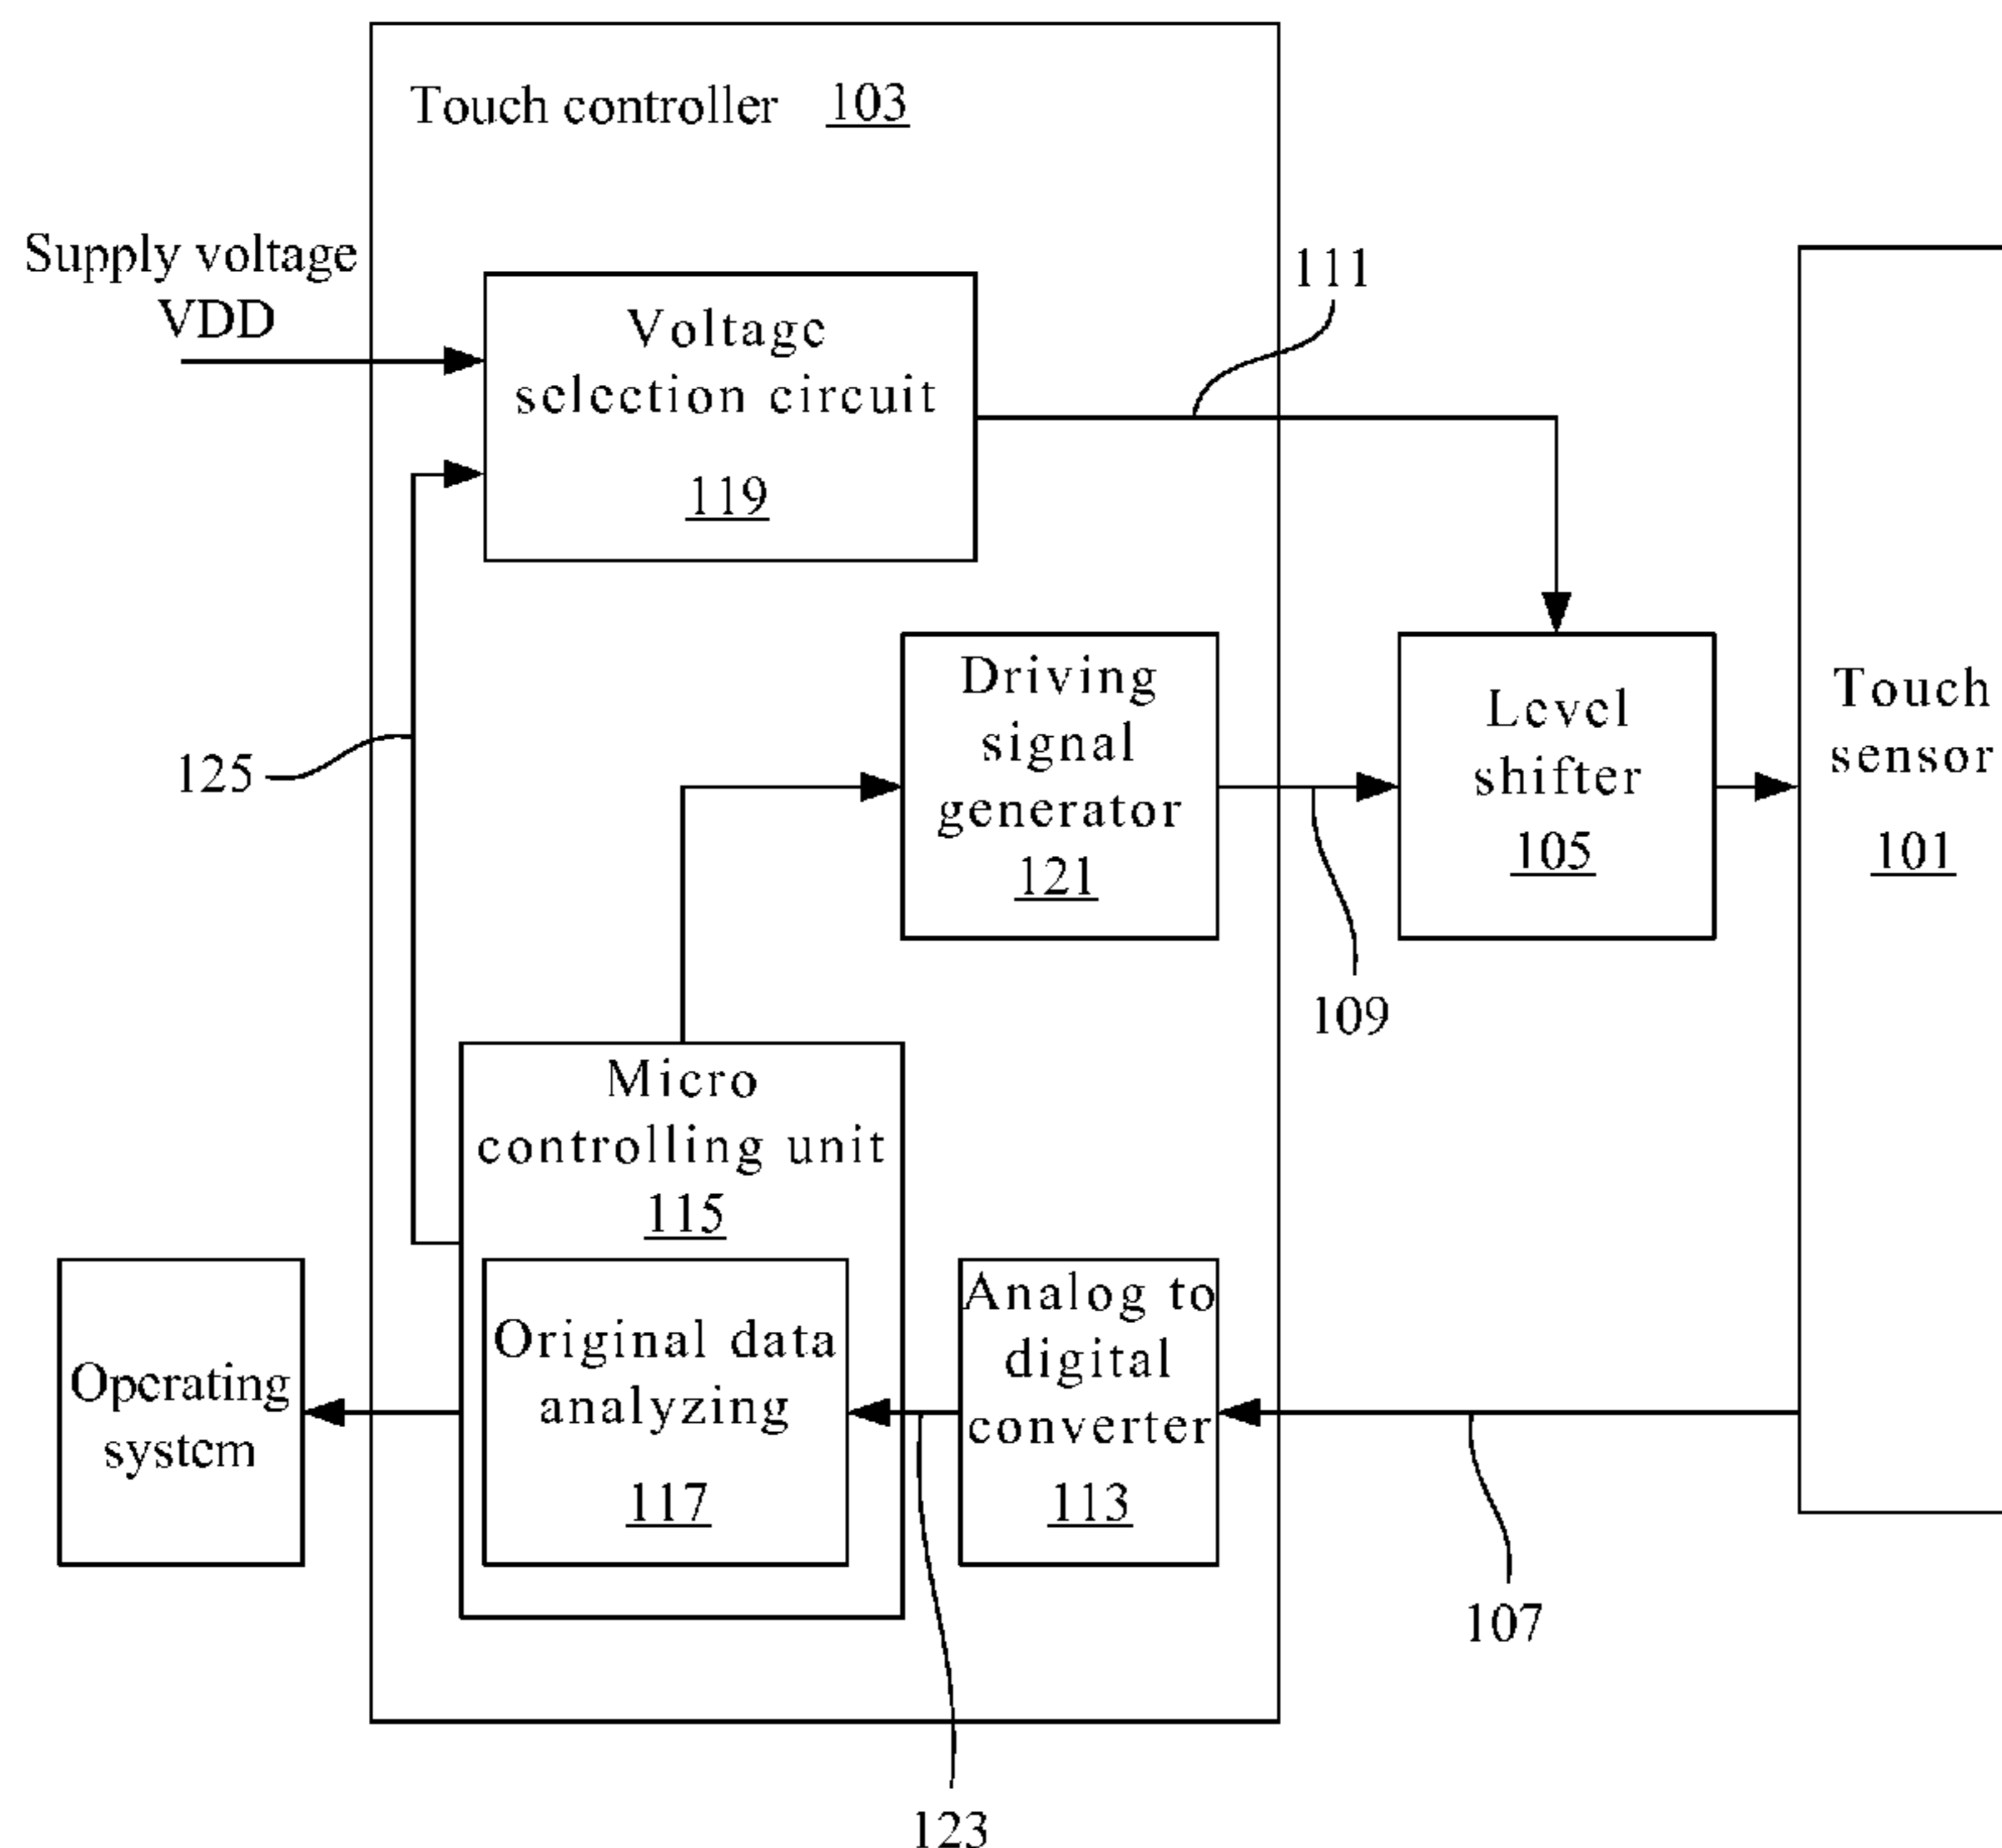 Touch controller 103
Supply voltage
VDD
Voltage
selection circuit
119
111
Driving
signal
generator
121
Level
shifter
105
Touch
sensor
101
125
109
Micro
controlling unit
115
Original data
analyzing
117
Analog to
digital
converter
113
Operating
system
107
123